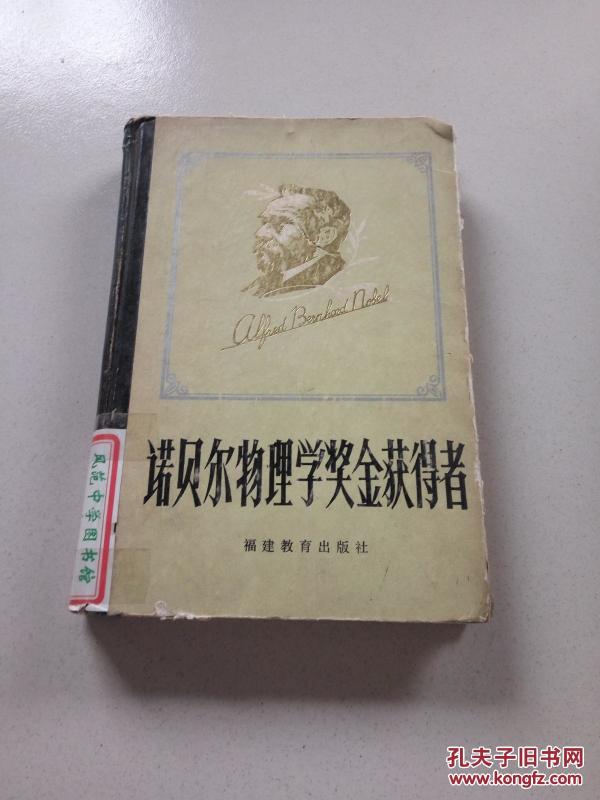 Alfred Bernhard Nobel
诺贝尔物理学奖金获得者
福建教育出版社
凤苑中学图书馆
孔夫子旧书网
www.kongfz.com